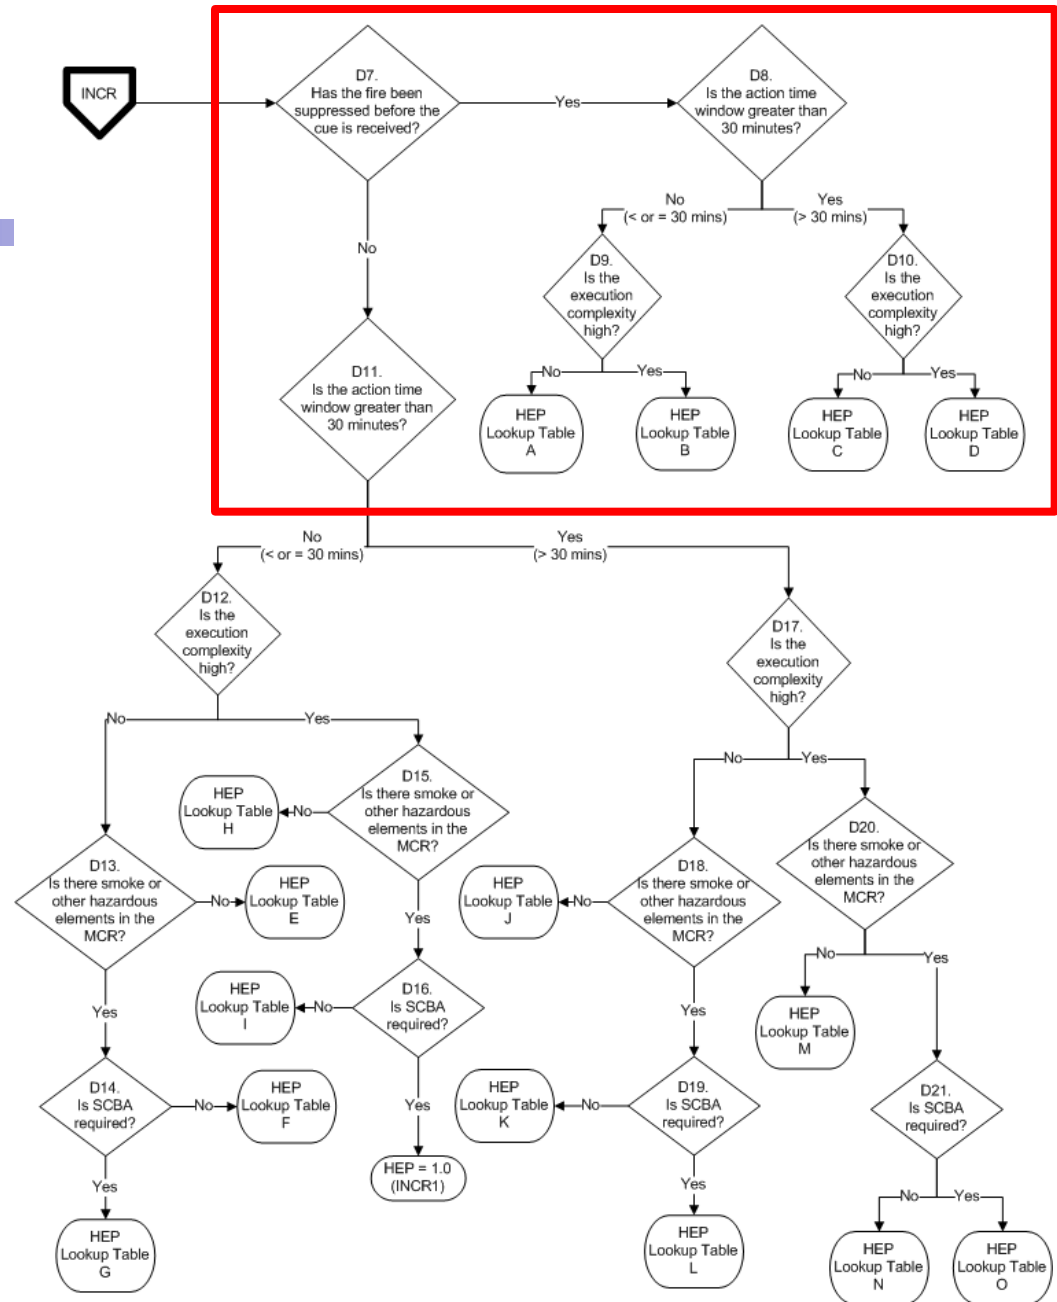 INCR
D7.
Has the fire been
suppressed before the
cue is received?
Yes
D8.
Is the action time
window greater than
30 minutes?
No
(< or = 30 mins)
Yes
(> 30 mins)
No
D9.
Is the
execution
complexity
high?
D10.
Is the
execution
complexity
high?
No
Yes
No
Yes
HEP
Lookup Table
A
HEP
Lookup Table
B
HEP
Lookup Table
C
HEP
Lookup Table
D
D11.
Is the action time
window greater than
30 minutes?
No
(< or = 30 mins)
Yes
(> 30 mins)
D12.
Is the
execution
complexity
high?
D17.
Is the
execution
complexity
high?
No
Yes
No
Yes
D15.
Is there smoke or
other hazardous
elements in the
MCR?
No
HEP
Lookup Table
H
D13.
Is there smoke or
other hazardous
elements in the
MCR?
No
HEP
Lookup Table
E
Yes
D18.
Is there smoke or
other hazardous
elements in the
MCR?
No
HEP
Lookup Table
J
D20.
Is there smoke or
other hazardous
elements in the
MCR?
No
Yes
HEP
Lookup Table
M
Yes
D16.
Is SCBA
required?
No
HEP
Lookup Table
I
Yes
D14.
Is SCBA
required?
No
HEP
Lookup Table
F
Yes
HEP = 1.0
(INCR1)
D19.
Is SCBA
required?
No
HEP
Lookup Table
K
D21.
Is SCBA
required?
Yes
HEP
Lookup Table
G
Yes
HEP
Lookup Table
L
No
Yes
HEP
Lookup Table
N
HEP
Lookup Table
O